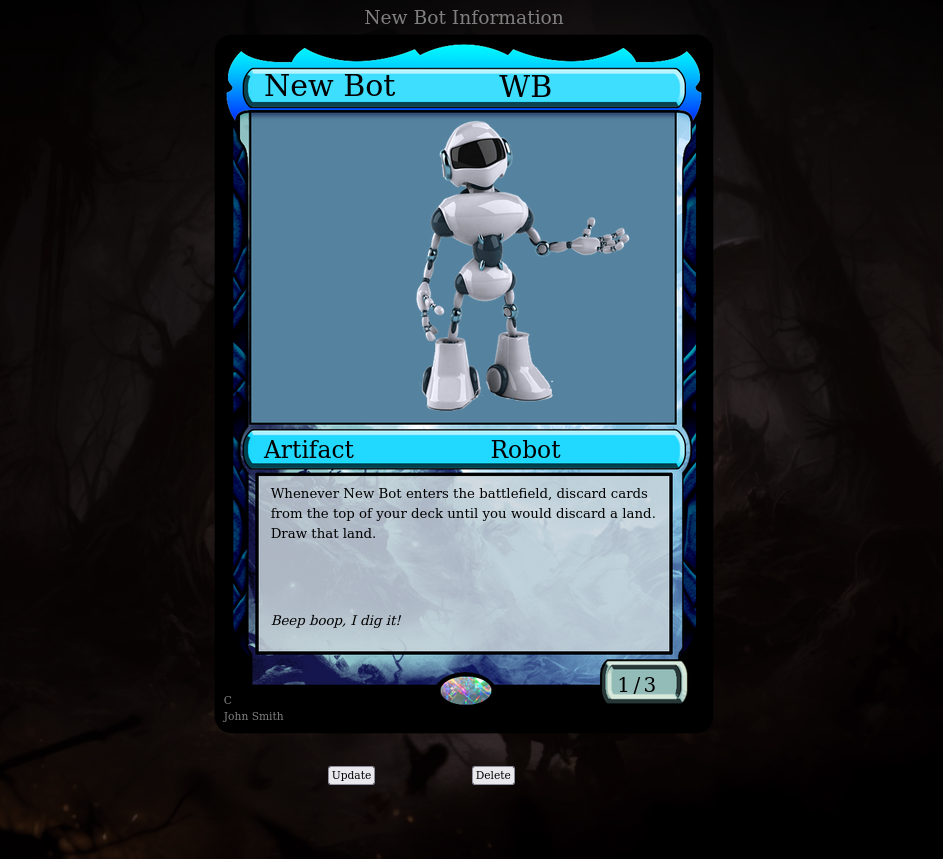 New Bot Information
New Bot WB
Artifact Robot
Whenever New Bot enters the battlefield, discard cards
from the top of your deck until you would discard a land.
Draw that land.
Beep boop, I dig it!
1/3
C
John Smith
Update Delete